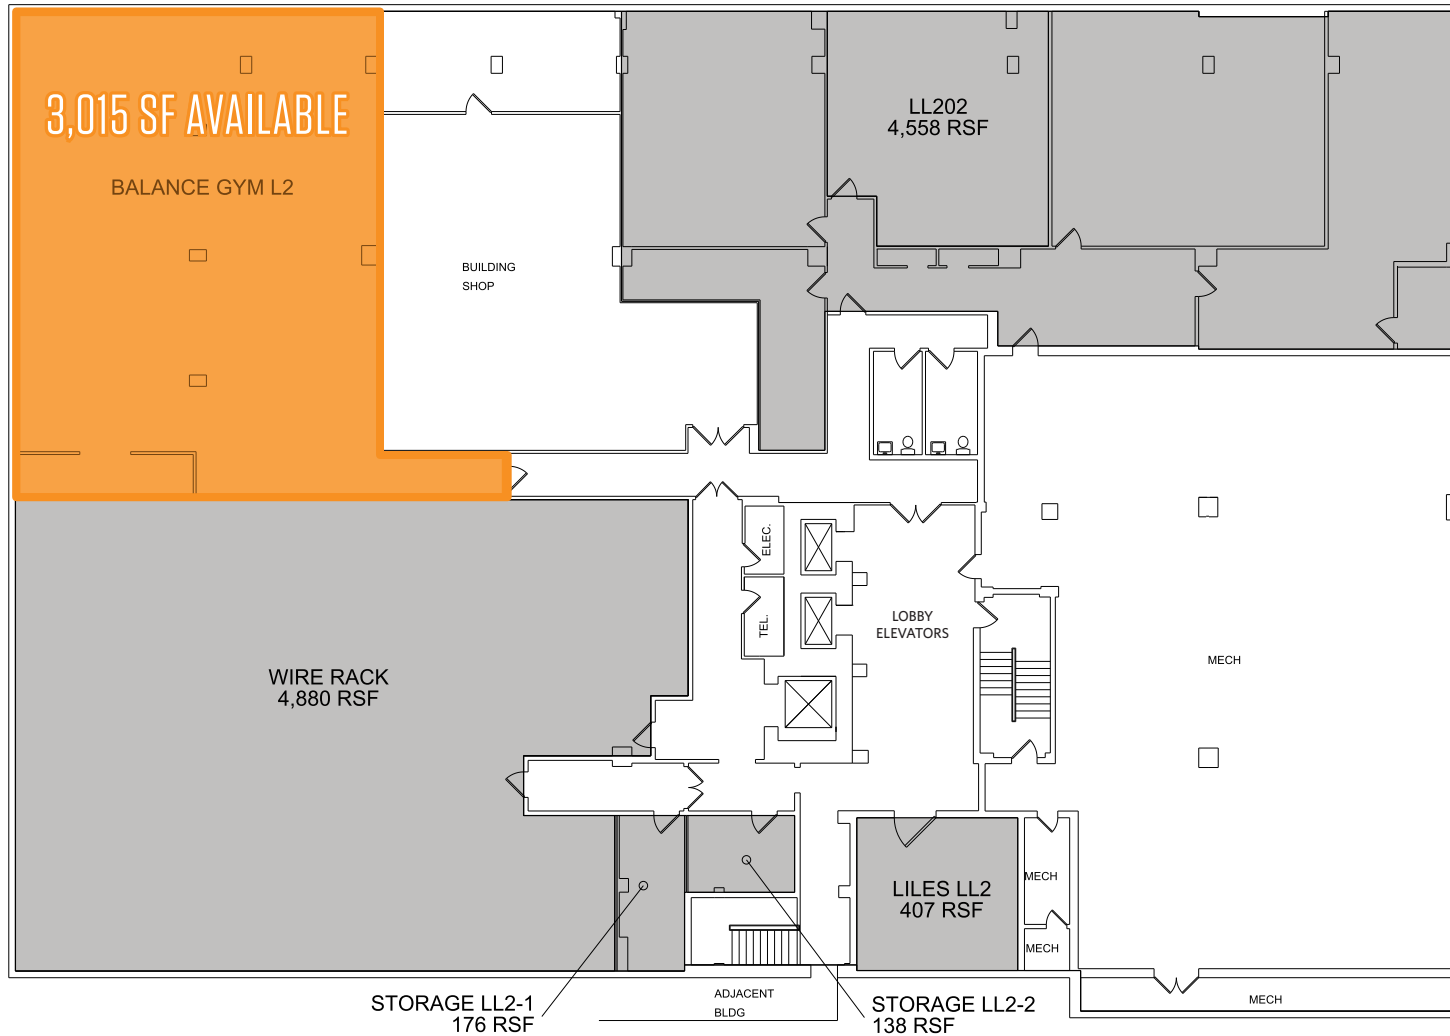 3,015 SF AVAILABLE
BALANCE GYM L2
LL202
4,558 RSF
BUILDING
SHOP
ELEC.
TEL.
LOBBY
ELEVATORS
MECH
WIRE RACK
4,880 RSF
LILES LL2
407 RSF
MECH
MECH
MECH
STORAGE LL2-1
176 RSF
ADJACENT
BLDG
STORAGE LL2-2
138 RSF